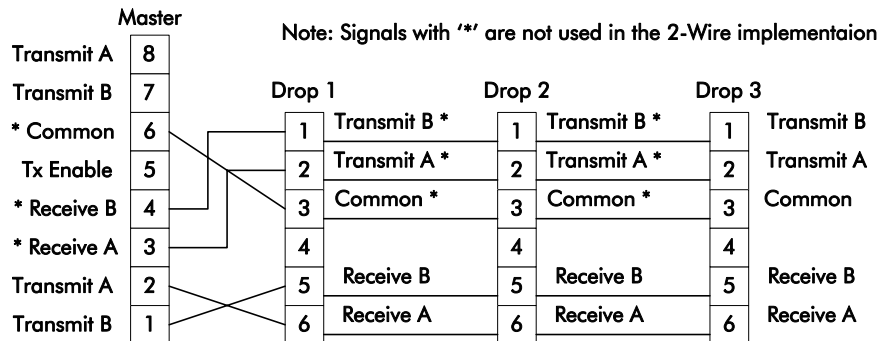 Master
Note: Signals with '*' are not used in the 2-Wire implementaion
Transmit A 8
Transmit B 7
Drop 1 Drop 2 Drop 3
* Common 6
1 Transmit B * 1 Transmit B * 1 Transmit B
Tx Enable 5
2 Transmit A * 2 Transmit A * 2 Transmit A
* Receive B 4
3 Common * 3 Common * 3 Common
* Receive A 3
4 4 4
Transmit A 2
5 Receive B 5 Receive B 5 Receive B
Transmit B 1
6 Receive A 6 Receive A 6 Receive A